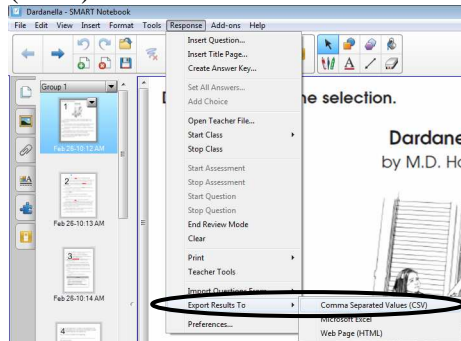 Dardanella - SMART Notebook
File Edit View Insert Format Tools Response Add-ons Help
Insert Question...
Insert Title Page...
Create Answer Key...
Set All Answers...
Add Choice
Open Teacher File...
Start Class
Stop Class
Start Assessment
Stop Assessment
Start Question
Stop Question
End Review Mode
Clear
Print
Teacher Tools
Import Questions From
Export Results To
Preferences...
Comma Separated Values (CSV)
Microsoft Excel
Web Page (HTML)
Group 1
1
Feb 26-10:12 AM
2
Feb 26-10:13 AM
3
Feb 26-10:14 AM
4
e selection.
Dardane
by M.D. Ho